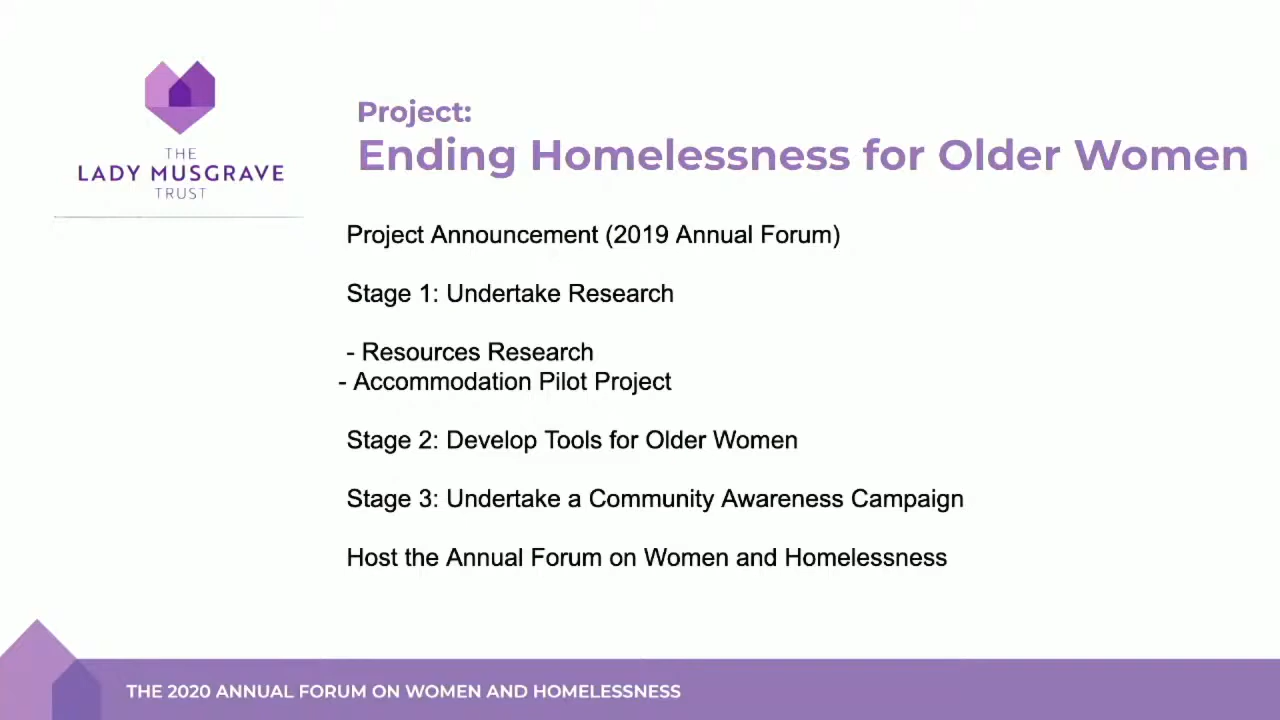 THE
LADY MUSGRAVE
TRUST
Project:
Ending Homelessness for Older Women
Project Announcement (2019 Annual Forum)
Stage 1: Undertake Research
- Resources Research
- Accommodation Pilot Project
Stage 2: Develop Tools for Older Women
Stage 3: Undertake a Community Awareness Campaign
Host the Annual Forum on Women and Homelessness
THE 2020 ANNUAL FORUM ON WOMEN AND HOMELESSNESS